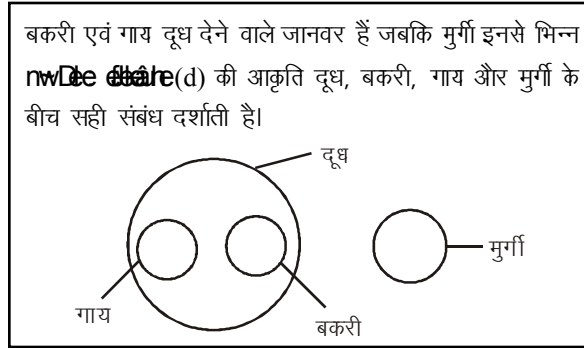 बकरी एवं गाय दूध देने वाले जानवर हैं जबकि मुर्गी इनसे भिन्न
(d) की आकृति दूध, बकरी, गाय और मुर्गी के
बीच सही संबंध दर्शाती है।
दूध
मुर्गी
गाय
बकरी